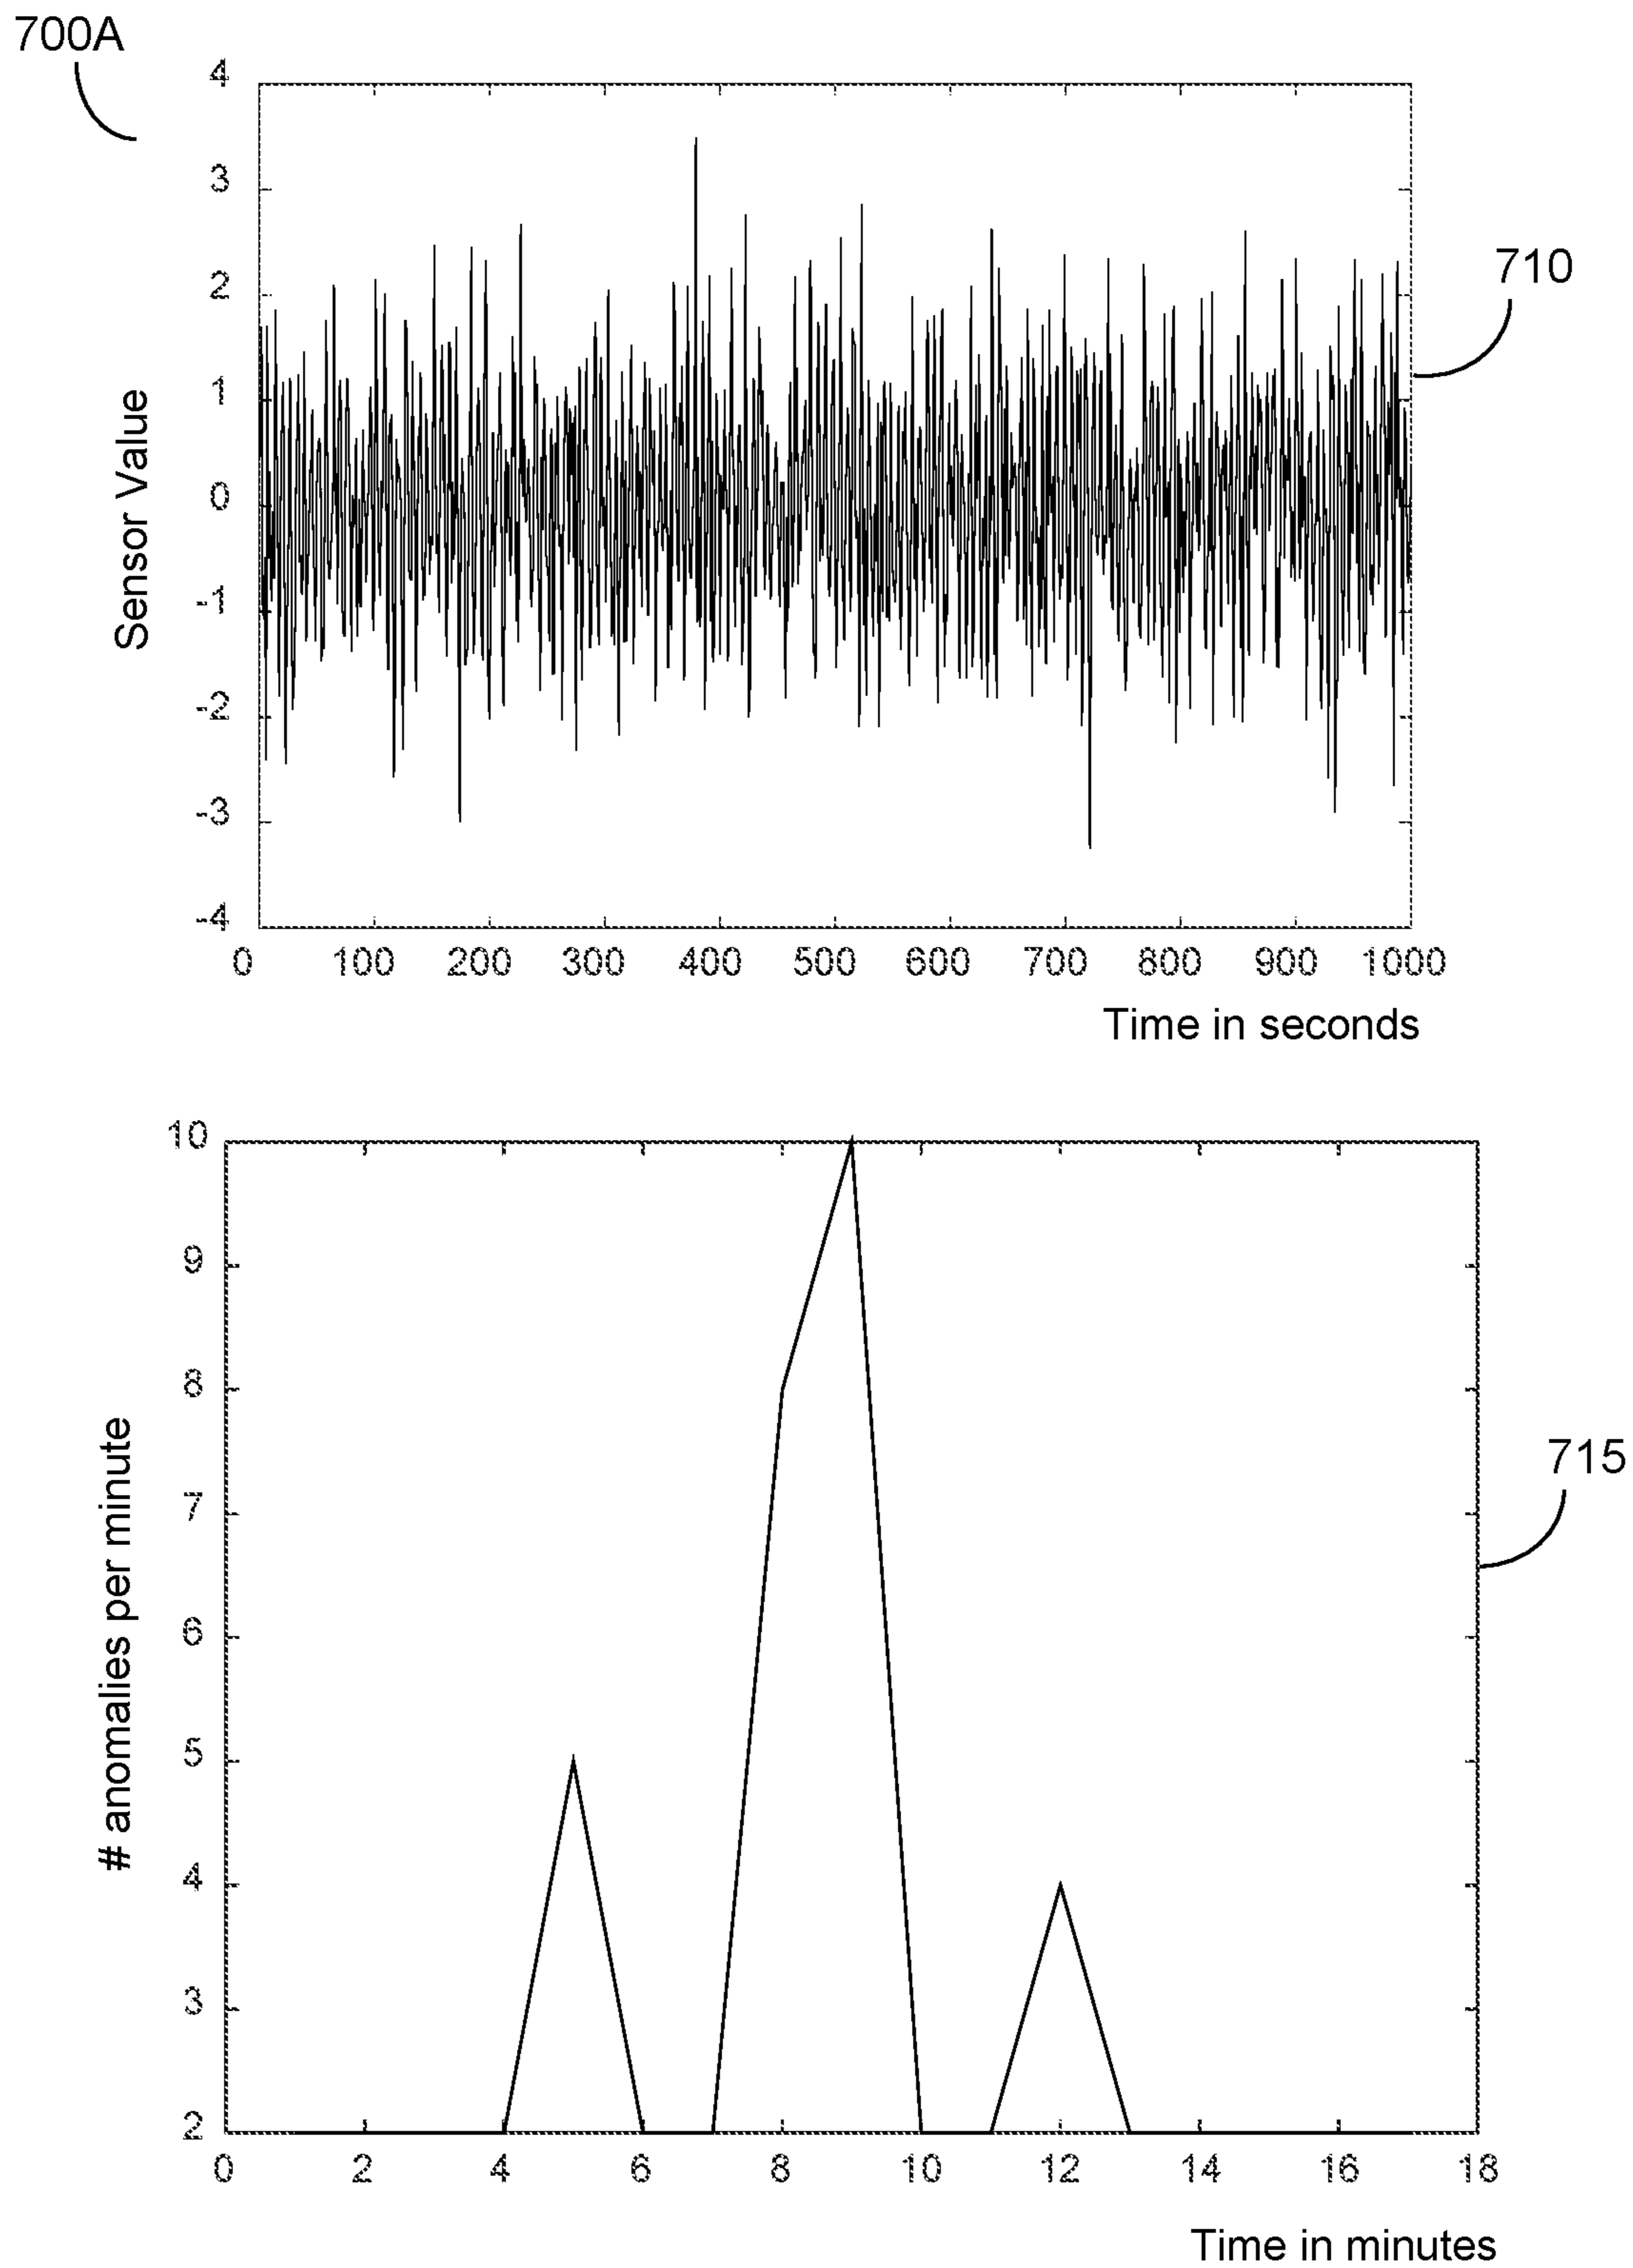 700A
4
3
2
1
0
-1
-2
-3
-4
Sensor Value
710
0 100 200 300 400 500 600 700 800 900 1000
Time in seconds
10
9
8
7
6
5
4
3
2
# anomalies per minute
715
0 2 4 6 8 10 12 14 16 18
Time in minutes